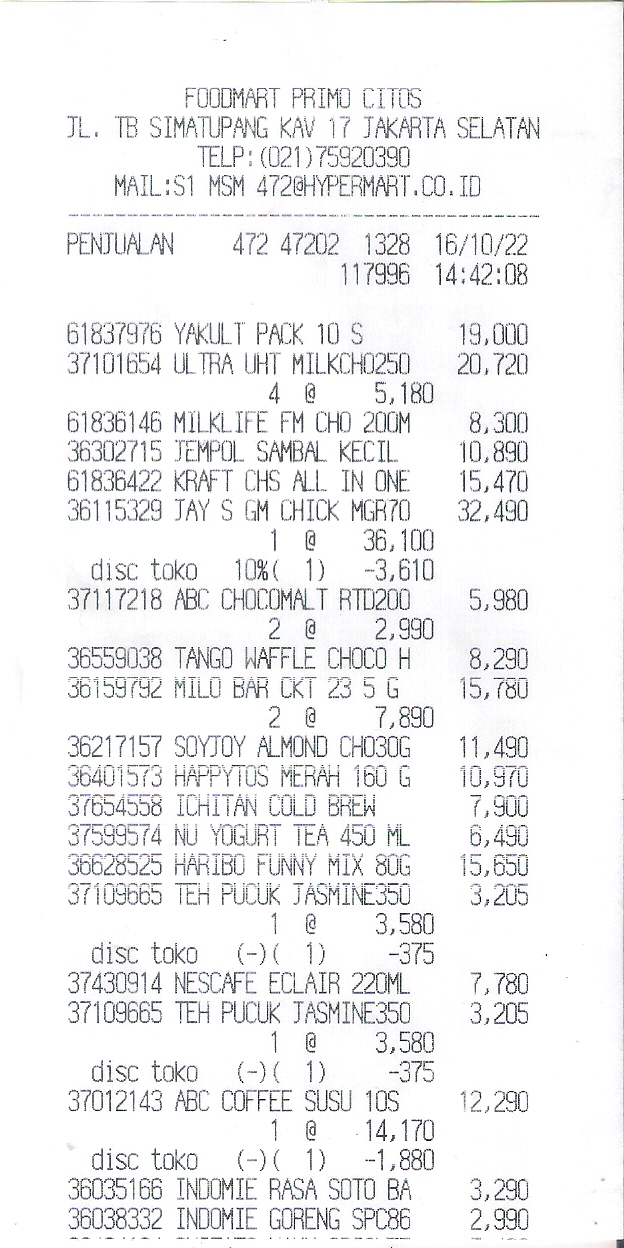 FOODMART PRIMO CITOS
JL. TB SIMATUPANG KAV 17 JAKARTA SELATAN
TELP:(021)75920390
MAIL:S1 MSM 472@HYPERMART.CO.ID
----------------------------------------
PENJUALAN 472 47202 1328 16/10/22
117996 14:42:08
61837976 YAKULT PACK 10 S 19,000
37101654 ULTRA UHT MILKCHO250 20,720
4 @ 5,180
61836146 MILKLIFE FM CHO 200M 8,300
36302715 JEMPOL SAMBAL KECIL 10,890
61836422 KRAFT CHS ALL IN ONE 15,470
36115329 JAY S GM CHICK MGR70 32,490
1 @ 36,100
disc toko 10%( 1) -3,610
37117218 ABC CHOCOMALT RTD200 5,980
2 @ 2,990
36559038 TANGO WAFFLE CHOCO H 8,290
36159792 MILO BAR CKT 23 5 G 15,780
2 @ 7,890
36217157 SOYJOY ALMOND CHO30G 11,490
36401573 HAPPYTOS MERAH 160 G 10,970
37654558 ICHITAN COLD BREW 7,900
37599574 NU YOGURT TEA 450 ML 6,490
36628525 HARIBO FUNNY MIX 80G 15,650
37109665 TEH PUCUK JASMINE350 3,205
1 @ 3,580
disc toko (-)( 1) -375
37430914 NESCAFE ECLAIR 220ML 7,780
37109665 TEH PUCUK JASMINE350 3,205
1 @ 3,580
disc toko (-)( 1) -375
37012143 ABC COFFEE SUSU 10S 12,290
1 @ 14,170
disc toko (-)( 1) -1,880
36035166 INDOMIE RASA SOTO BA 3,290
36038332 INDOMIE GORENG SPC86 2,990